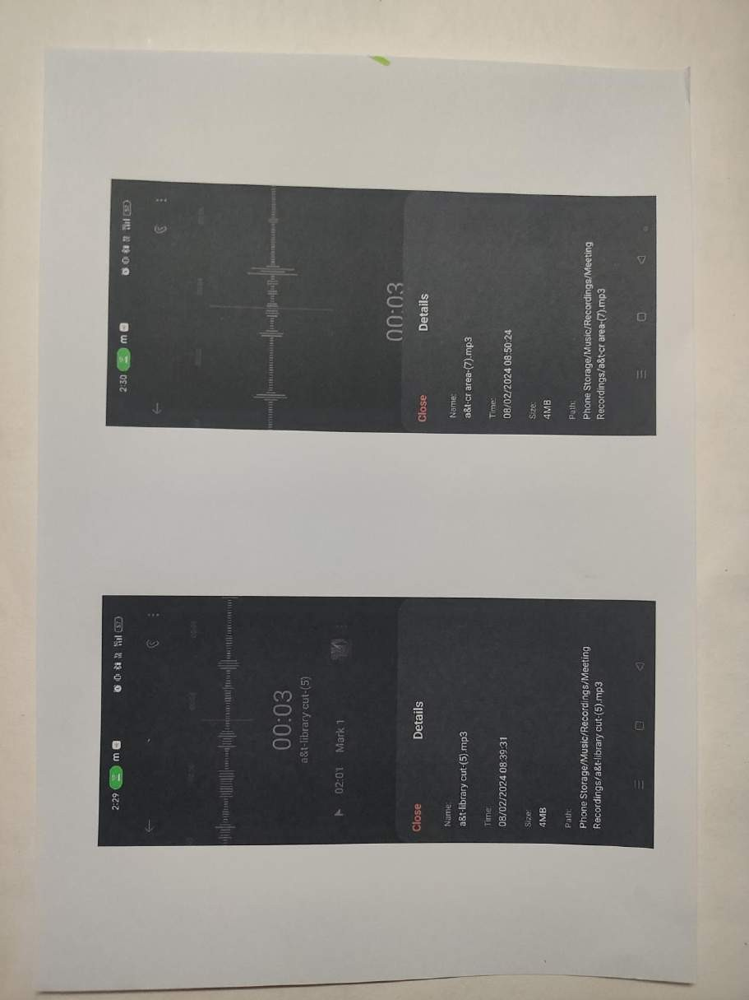 2:29 m
00:03
a&t-library cut-(5)
02:01 Mark 1
Close Details
Name:
a&t-library cut-(5).mp3
Time:
08/02/2024 08:39:31
Size:
4MB
Path:
Phone Storage/Music/Recordings/Meeting
Recordings/a&t-library cut-(5).mp3
2:30 m
00:03
Close Details
Name:
a&t-cr area-(7).mp3
Time:
08/02/2024 08:50:24
Size:
4MB
Path:
Phone Storage/Music/Recordings/Meeting
Recordings/a&t-cr area-(7).mp3